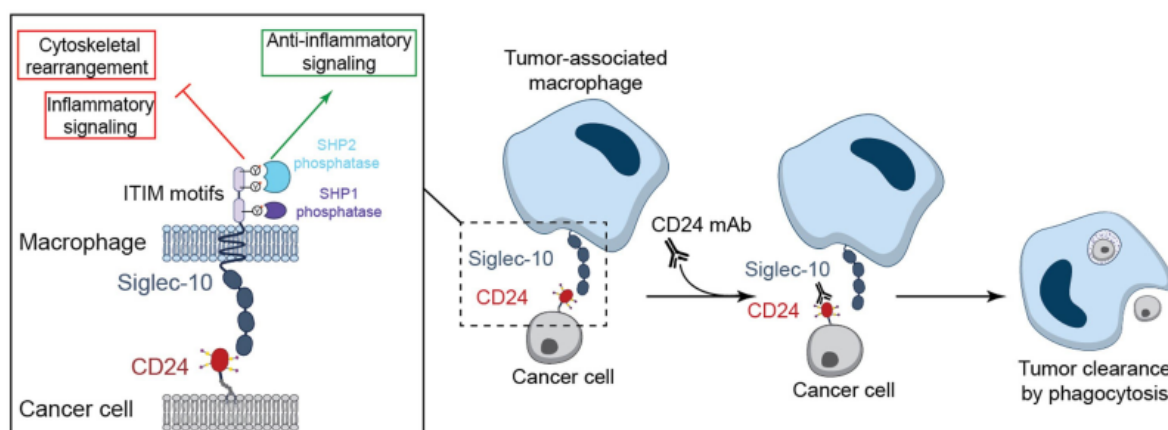 Cytoskeletal
rearrangement
Anti-inflammatory
signaling
Inflammatory
signaling
SHP2
phosphatase
ITIM motifs
SHP1
phosphatase
Macrophage
Siglec-10
CD24
Cancer cell
Tumor-associated
macrophage
Siglec-10
CD24
Cancer cell
CD24 mAb
Siglec-10
CD24
Cancer cell
Tumor clearance
by phagocytosis